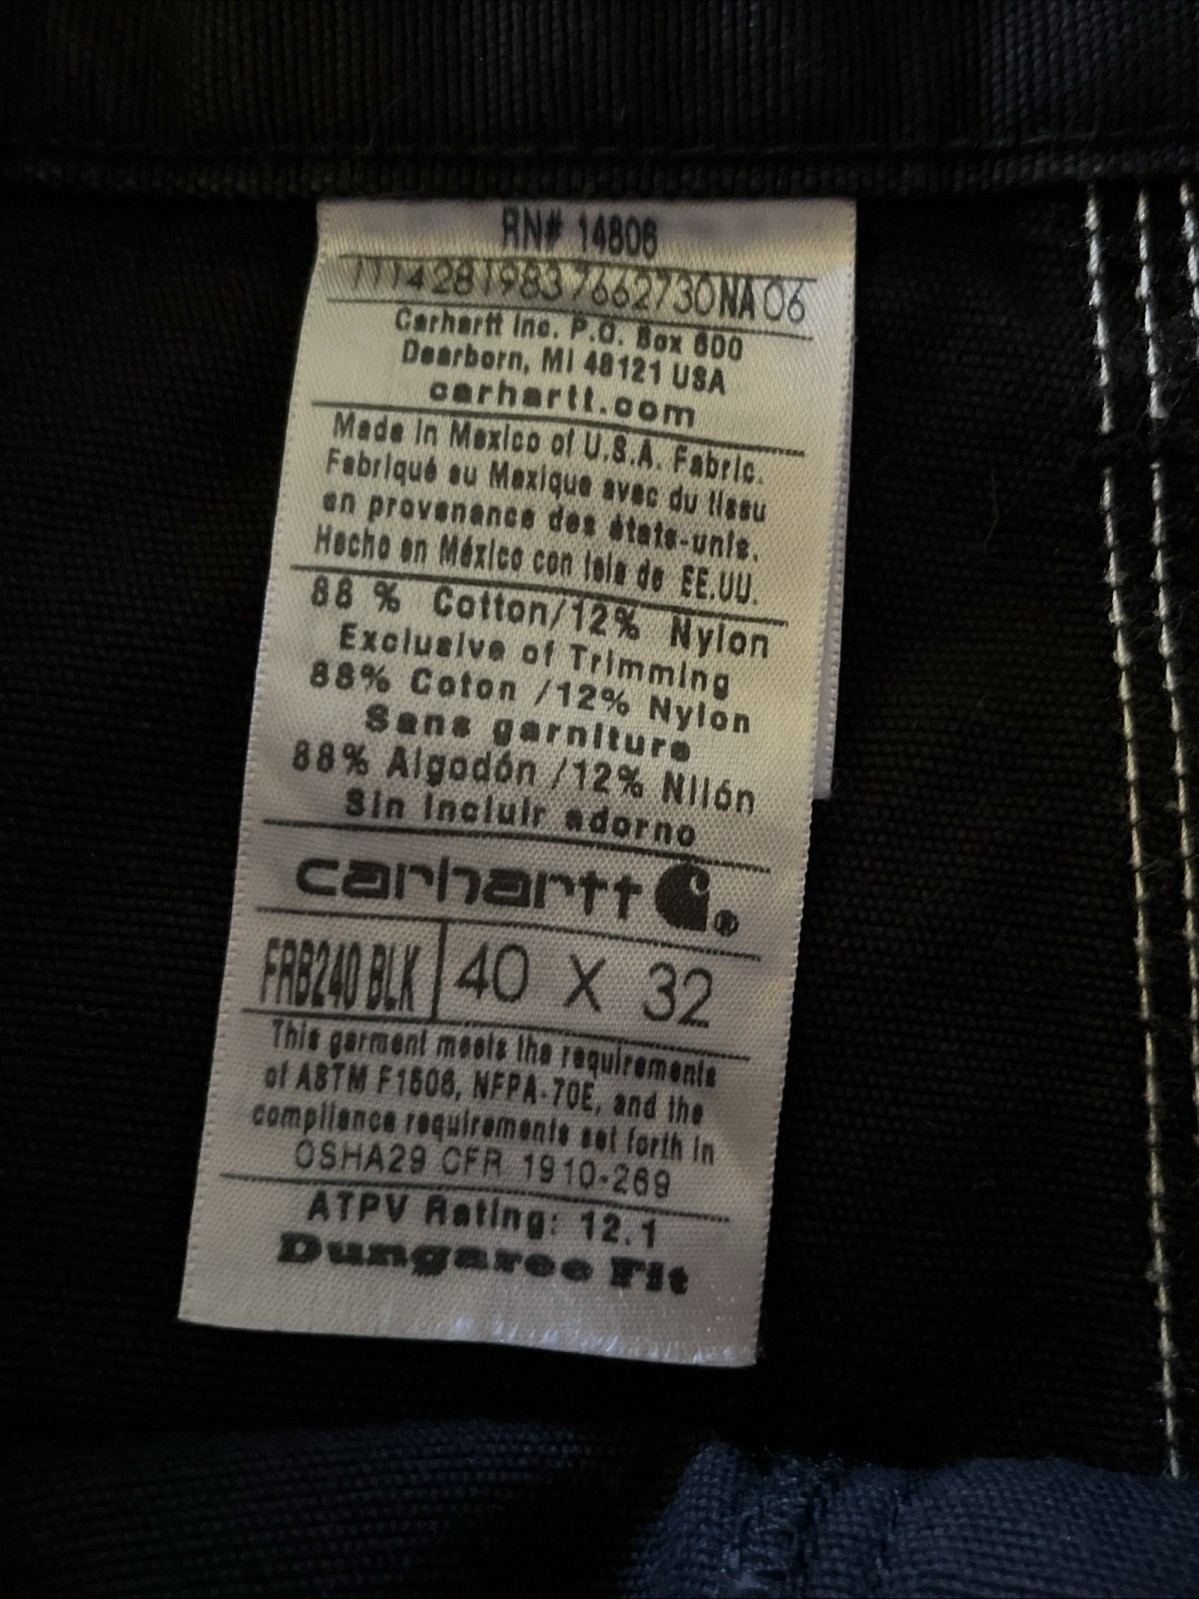 RN# 14806
11142819837662730NA06
Carhartt Inc. P.O. Box 600
Dearborn, MI 48121 USA
carhartt.com
Made in Mexico of U.S.A. Fabric.
Fabriqué au Mexique avec du tissu
en provenance des états-unis.
Hecho en México con tela de EE.UU.
88 % Cotton/12% Nylon
Exclusive of Trimming
88% Coton /12% Nylon
Sans garniture
88% Algodón /12% Nilón
Sin incluir adorno
carhartt ®
FRB240 BLK 40 X 32
This garment meets the requirements
of ASTM F1506, NFPA-70E, and the
compliance requirements set forth in
OSHA29 CFR 1910-269
ATPV Rating: 12.1
Dungaree Fit